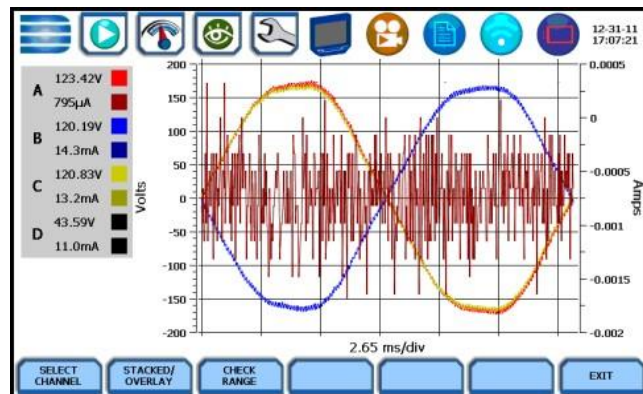 12-31-11
17:07:21
A
123.42V
795µA
B
120.19V
14.3mA
C
120.83V
13.2mA
D
43.59V
11.0mA
Volts
200
150
100
50
0
-50
-100
-150
-200
0.0005
0
-0.0005
-0.001
-0.0015
-0.002
Amps
2.65 ms/div
SELECT CHANNEL
STACKED/ OVERLAY
CHECK RANGE
EXIT